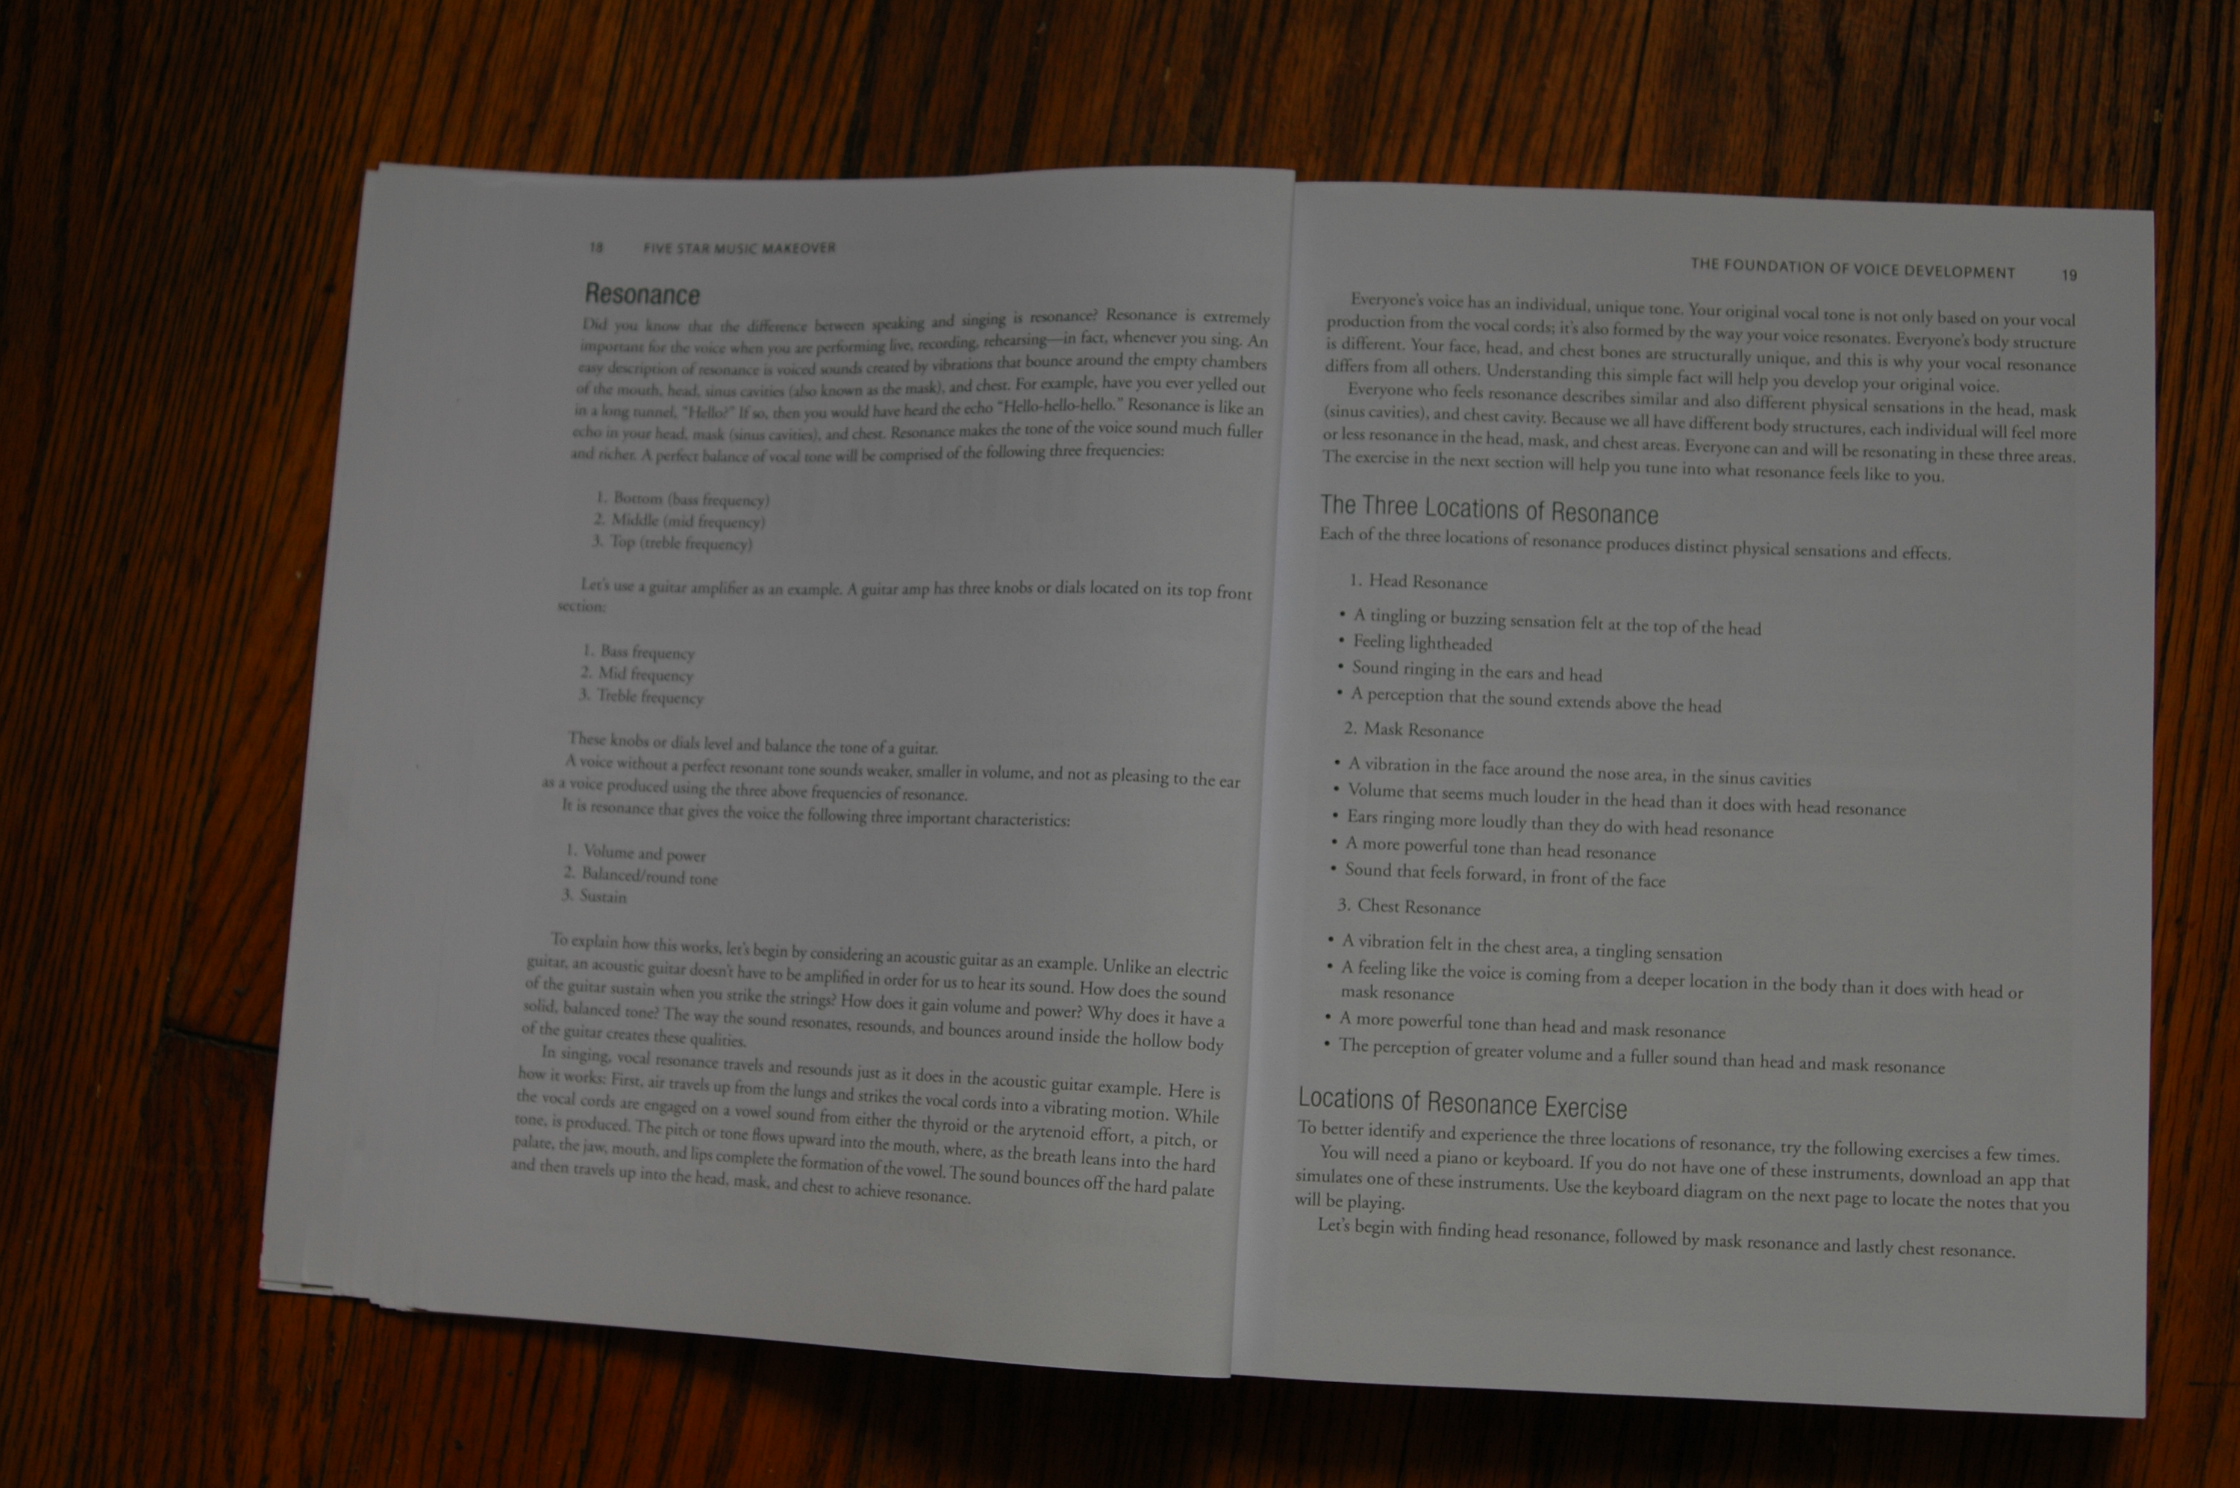 18 FIVE STAR MUSIC MAKEOVER
Resonance
Did you know that the difference between speaking and singing is resonance? Resonance is extremely
important for the voice when you are performing live, recording, rehearsing—in fact, whenever you sing. An
easy description of resonance is voiced sounds created by vibrations that bounce around the empty chambers
of the mouth, head, sinus cavities (also known as the mask), and chest. For example, have you ever yelled out
in a long tunnel, "Hello?" If so, then you would have heard the echo "Hello-hello-hello." Resonance is like an
echo in your head, mask (sinus cavities), and chest. Resonance makes the tone of the voice sound much fuller
and richer. A perfect balance of vocal tone will be comprised of the following three frequencies:
1. Bottom (bass frequency)
2. Middle (mid frequency)
3. Top (treble frequency)
Let's use a guitar amplifier as an example. A guitar amp has three knobs or dials located on its top front
section:
1. Bass frequency
2. Mid frequency
3. Treble frequency
These knobs or dials level and balance the tone of a guitar.
A voice without a perfect resonant tone sounds weaker, smaller in volume, and not as pleasing to the ear
as a voice produced using the three above frequencies of resonance.
It is resonance that gives the voice the following three important characteristics:
1. Volume and power
2. Balanced/round tone
3. Sustain
To explain how this works, let's begin by considering an acoustic guitar as an example. Unlike an electric
guitar, an acoustic guitar doesn't have to be amplified in order for us to hear its sound. How does the sound
of the guitar sustain when you strike the strings? How does it gain volume and power? Why does it have a
solid, balanced tone? The way the sound resonates, resounds, and bounces around inside the hollow body
of the guitar creates these qualities.
In singing, vocal resonance travels and resounds just as it does in the acoustic guitar example. Here is
how it works: First, air travels up from the lungs and strikes the vocal cords into a vibrating motion. While
the vocal cords are engaged on a vowel sound from either the thyroid or the arytenoid effort, a pitch, or
tone, is produced. The pitch or tone flows upward into the mouth, where, as the breath leans into the hard
palate, the jaw, mouth, and lips complete the formation of the vowel. The sound bounces off the hard palate
and then travels up into the head, mask, and chest to achieve resonance.
THE FOUNDATION OF VOICE DEVELOPMENT 19
Everyone's voice has an individual, unique tone. Your original vocal tone is not only based on your vocal
production from the vocal cords; it's also formed by the way your voice resonates. Everyone's body structure
is different. Your face, head, and chest bones are structurally unique, and this is why your vocal resonance
differs from all others. Understanding this simple fact will help you develop your original voice.
Everyone who feels resonance describes similar and also different physical sensations in the head, mask
(sinus cavities), and chest cavity. Because we all have different body structures, each individual will feel more
or less resonance in the head, mask, and chest areas. Everyone can and will be resonating in these three areas.
The exercise in the next section will help you tune into what resonance feels like to you.
The Three Locations of Resonance
Each of the three locations of resonance produces distinct physical sensations and effects.
1. Head Resonance
• A tingling or buzzing sensation felt at the top of the head
• Feeling lightheaded
• Sound ringing in the ears and head
• A perception that the sound extends above the head
2. Mask Resonance
• A vibration in the face around the nose area, in the sinus cavities
• Volume that seems much louder in the head than it does with head resonance
• Ears ringing more loudly than they do with head resonance
• A more powerful tone than head resonance
• Sound that feels forward, in front of the face
3. Chest Resonance
• A vibration felt in the chest area, a tingling sensation
• A feeling like the voice is coming from a deeper location in the body than it does with head or
mask resonance
• A more powerful tone than head and mask resonance
• The perception of greater volume and a fuller sound than head and mask resonance
Locations of Resonance Exercise
To better identify and experience the three locations of resonance, try the following exercises a few times.
You will need a piano or keyboard. If you do not have one of these instruments, download an app that
simulates one of these instruments. Use the keyboard diagram on the next page to locate the notes that you
will be playing.
Let's begin with finding head resonance, followed by mask resonance and lastly chest resonance.